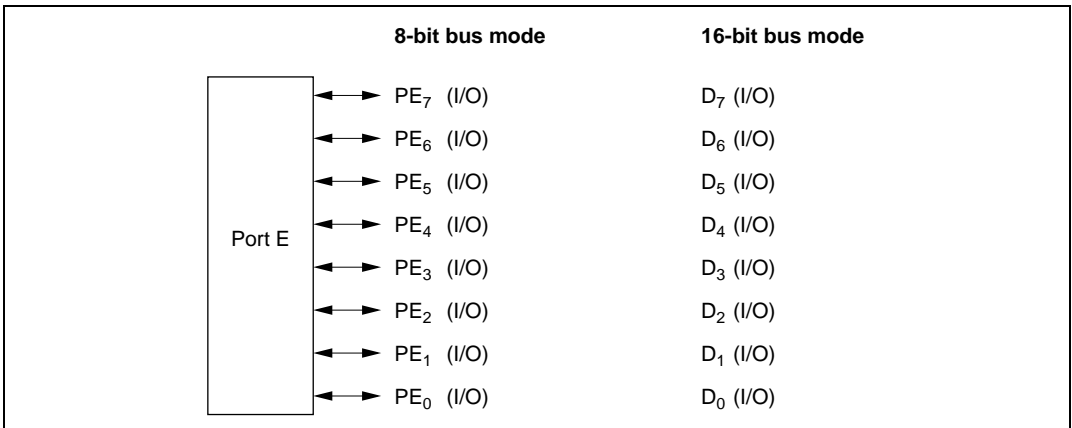 8-bit bus mode 16-bit bus mode
PE7 (I/O) D7 (I/O)
PE6 (I/O) D6 (I/O)
PE5 (I/O) D5 (I/O)
Port E PE4 (I/O) D4 (I/O)
PE3 (I/O) D3 (I/O)
PE2 (I/O) D2 (I/O)
PE1 (I/O) D1 (I/O)
PE0 (I/O) D0 (I/O)